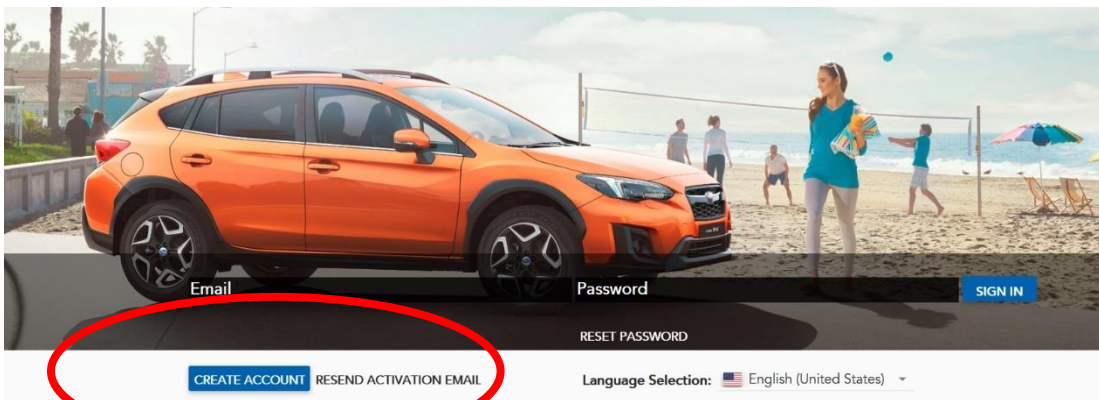 Email
Password
SIGN IN
RESET PASSWORD
CREATE ACCOUNT
RESEND ACTIVATION EMAIL
Language Selection:
English (United States)